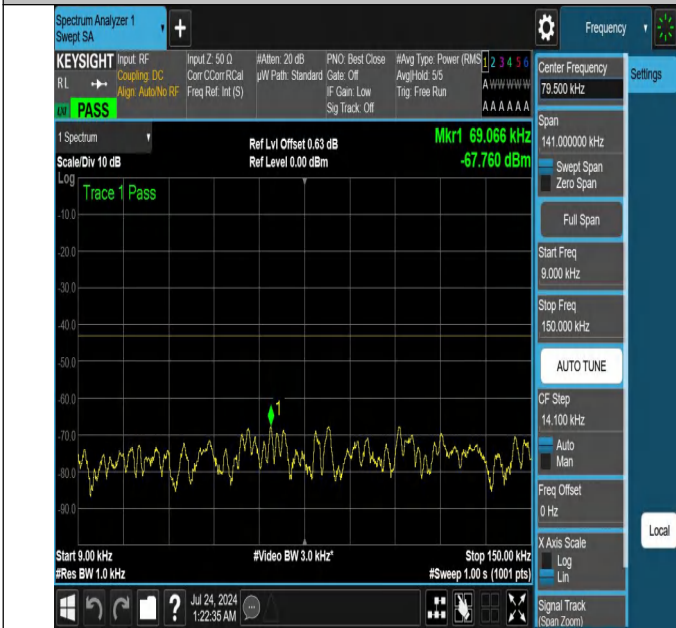 Spectrum Analyzer 1
Swept SA
+
Frequency
KEYSIGHT
RL
Input: RF
Coupling: DC
Align: Auto/No RF
Input Z: 50 Ω
Corr CCorr RCal
Freq Ref: Int (S)
#Atten: 20 dB
µW Path: Standard
PNO: Best Close
Gate: Off
IF Gain: Low
Sig Track: Off
#Avg Type: Power (RMS
Avg|Hold: 5/5
Trig: Free Run
1 2 3 4 5 6
A W W W W W
A A A A A A
PASS
1 Spectrum
Scale/Div 10 dB
Log
Ref Lvl Offset 0.63 dB
Ref Level 0.00 dBm
Mkr1 69.066 kHz
-67.760 dBm
Trace 1 Pass
-10.0
-20.0
-30.0
-40.0
-50.0
-60.0
-70.0
-80.0
-90.0
1
Start 9.00 kHz
#Res BW 1.0 kHz
#Video BW 3.0 kHz*
Stop 150.00 kHz
#Sweep 1.00 s (1001 pts)
?
Jul 24, 2024
1:22:35 AM
Center Frequency
79.500 kHz
Settings
Span
141.000000 kHz
Swept Span
Zero Span
Full Span
Start Freq
9.000 kHz
Stop Freq
150.000 kHz
AUTO TUNE
CF Step
14.100 kHz
Auto
Man
Freq Offset
0 Hz
X Axis Scale
Log
Lin
Local
Signal Track
(Span Zoom)